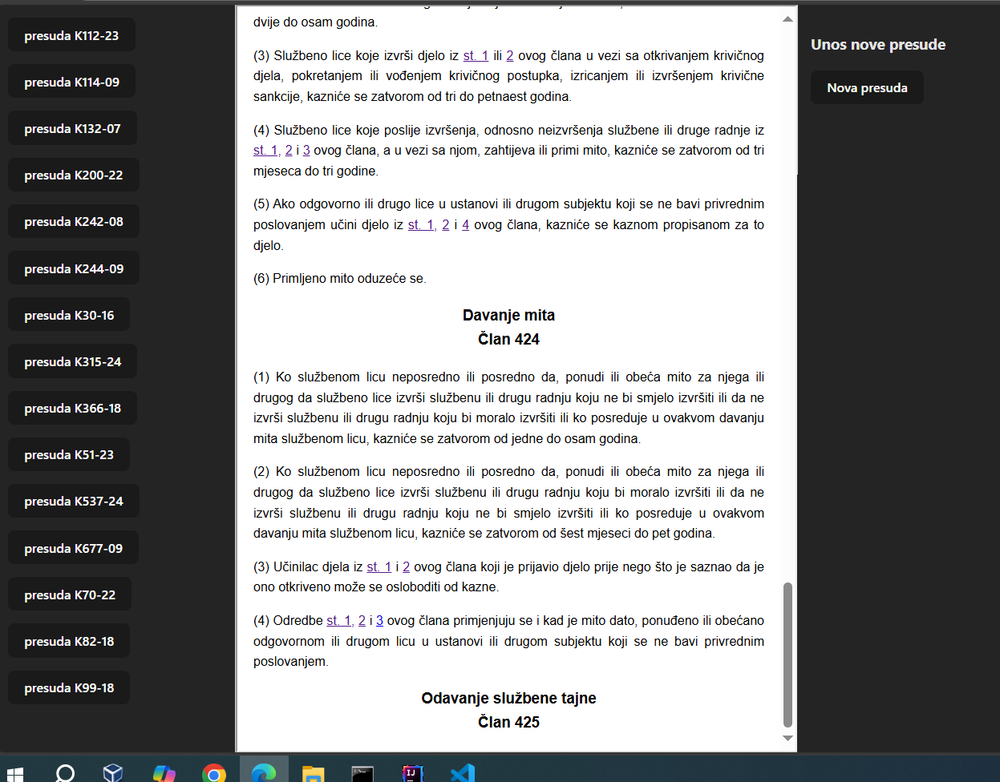 presuda K112-23
presuda K114-09
presuda K132-07
presuda K200-22
presuda K242-08
presuda K244-09
presuda K30-16
presuda K315-24
presuda K366-18
presuda K51-23
presuda K537-24
presuda K677-09
presuda K70-22
presuda K82-18
presuda K99-18
dvije do osam godina.
(3) Službeno lice koje izvrši djelo iz st. 1 ili 2 ovog člana u vezi sa otkrivanjem krivičnog
djela, pokretanjem ili vođenjem krivičnog postupka, izricanjem ili izvršenjem krivične
sankcije, kazniće se zatvorom od tri do petnaest godina.
(4) Službeno lice koje poslije izvršenja, odnosno neizvršenja službene ili druge radnje iz
st. 1, 2 i 3 ovog člana, a u vezi sa njom, zahtijeva ili primi mito, kazniće se zatvorom od tri
mjeseca do tri godine.
(5) Ako odgovorno ili drugo lice u ustanovi ili drugom subjektu koji se ne bavi privrednim
poslovanjem učini djelo iz st. 1, 2 i 4 ovog člana, kazniće se kaznom propisanom za to
djelo.
(6) Primljeno mito oduzeće se.
Davanje mita
Član 424
(1) Ko službenom licu neposredno ili posredno da, ponudi ili obeća mito za njega ili
drugog da službeno lice izvrši službenu ili drugu radnju koju ne bi smjelo izvršiti ili da ne
izvrši službenu ili drugu radnju koju bi moralo izvršiti ili ko posreduje u ovakvom davanju
mita službenom licu, kazniće se zatvorom od jedne do osam godina.
(2) Ko službenom licu neposredno ili posredno da, ponudi ili obeća mito za njega ili
drugog da službeno lice izvrši službenu ili drugu radnju koju bi moralo izvršiti ili da ne
izvrši službenu ili drugu radnju koju ne bi smjelo izvršiti ili ko posreduje u ovakvom
davanju mita službenom licu, kazniće se zatvorom od šest mjeseci do pet godina.
(3) Učinilac djela iz st. 1 i 2 ovog člana koji je prijavio djelo prije nego što je saznao da je
ono otkriveno može se osloboditi od kazne.
(4) Odredbe st. 1, 2 i 3 ovog člana primjenjuju se i kad je mito dato, ponuđeno ili obećano
odgovornom ili drugom licu u ustanovi ili drugom subjektu koji se ne bavi privrednim
poslovanjem.
Odavanje službene tajne
Član 425
Unos nove presude
Nova presuda
IJ